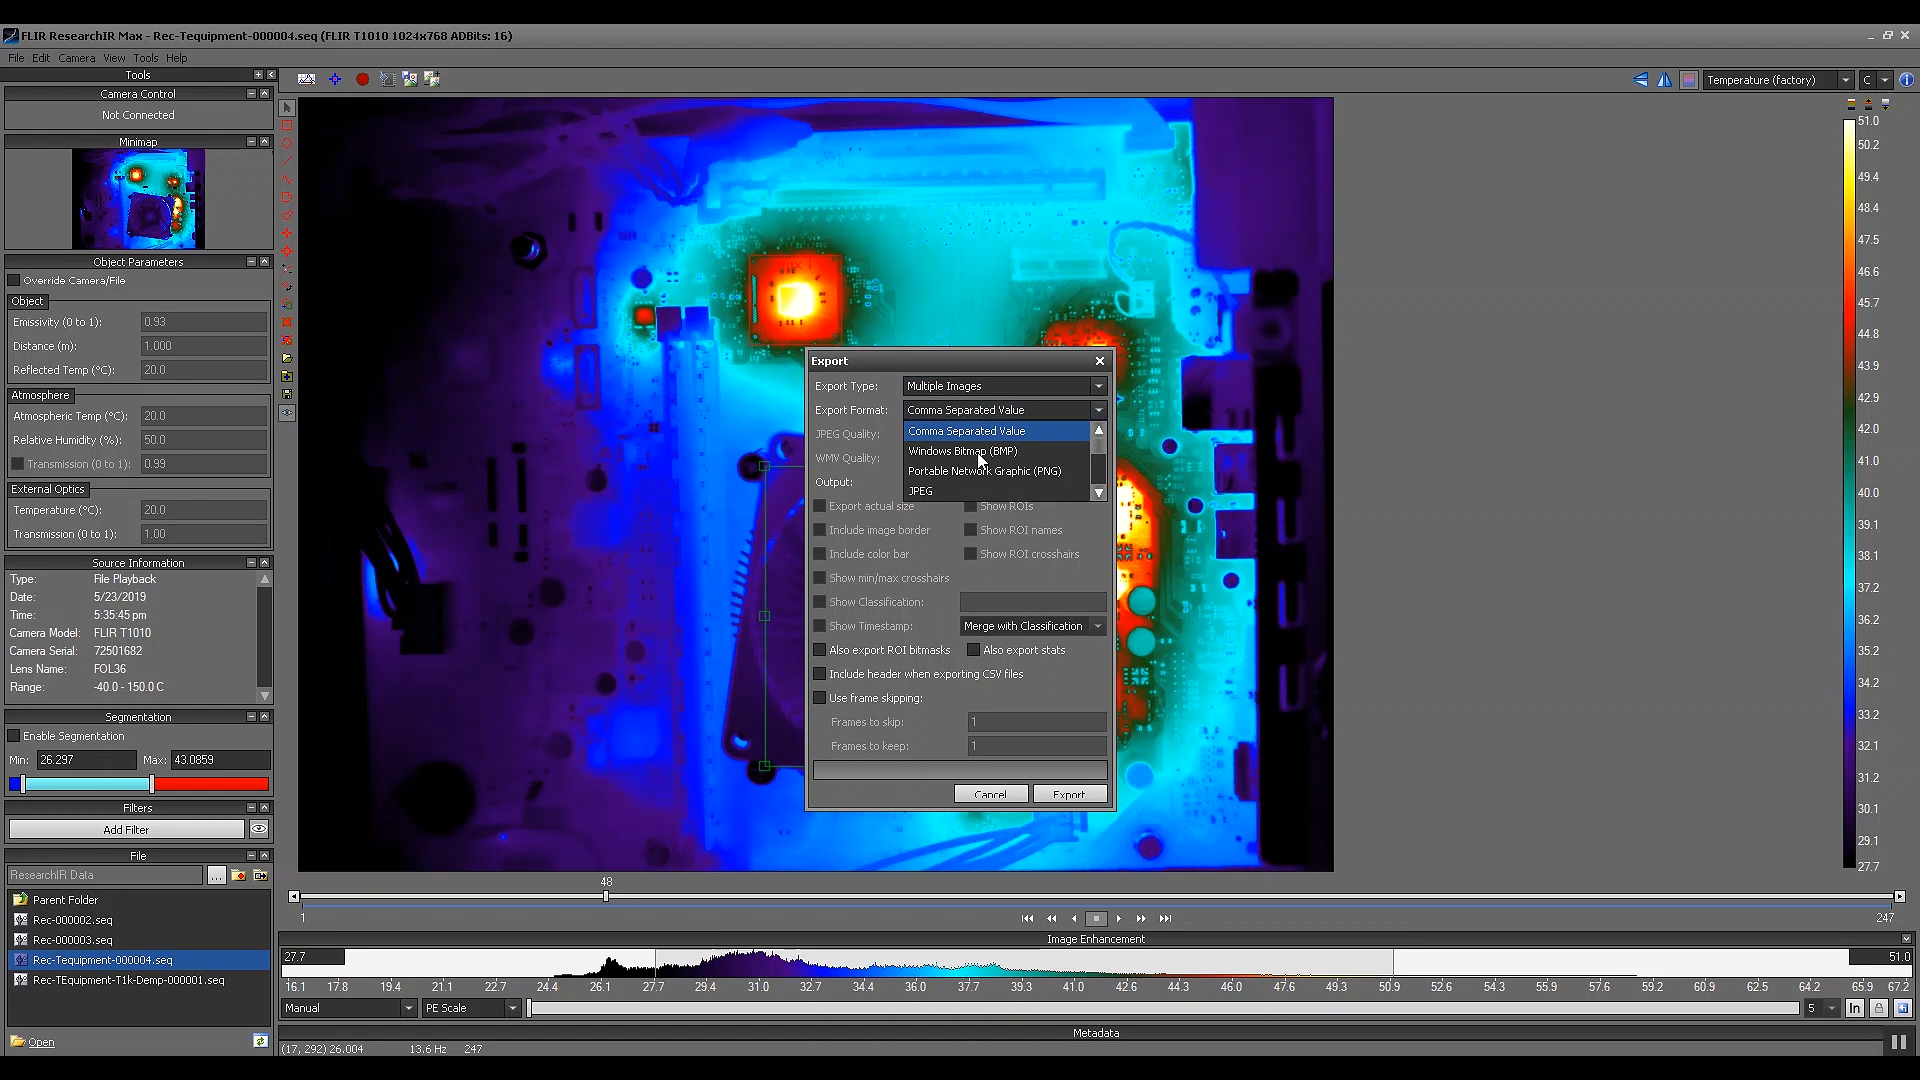 FLIR ResearchIR Max - Rec-Tequipment-000004.seq (FLIR T1010 1024x768 ADBits: 16)
File Edit Camera View Tools Help
Tools
Temperature (factory) C
Camera Control
Not Connected
Minimap
Object Parameters
Override Camera/File
Object
Emissivity (0 to 1): 0.93
Distance (m): 1.000
Reflected Temp (°C): 20.0
Atmosphere
Atmospheric Temp (°C): 20.0
Relative Humidity (%): 50.0
Transmission (0 to 1): 0.99
External Optics
Temperature (°C): 20.0
Transmission (0 to 1): 1.00
Source Information
Type: File Playback
Date: 5/23/2019
Time: 5:35:45 pm
Camera Model: FLIR T1010
Camera Serial: 72501682
Lens Name: FOL36
Range: -40.0 - 150.0 C
Segmentation
Enable Segmentation
Min: 26.297 Max: 43.0859
Filters
Add Filter
File
ResearchIR Data ...
Parent Folder
Rec-000002.seq
Rec-000003.seq
Rec-Tequipment-000004.seq
Rec-TEquipment-T1k-Demp-000001.seq
Open
Export
Export Type: Multiple Images
Export Format: Comma Separated Value
Comma Separated Value
Windows Bitmap (BMP)
Portable Network Graphic (PNG)
JPEG
JPEG Quality:
WMV Quality:
Output:
Export actual size Show ROIs
Include image border Show ROI names
Include color bar Show ROI crosshairs
Show min/max crosshairs
Show Classification:
Show Timestamp: Merge with Classification
Also export ROI bitmasks Also export stats
Include header when exporting CSV files
Use frame skipping:
Frames to skip: 1
Frames to keep: 1
Cancel Export
51.0
50.2
49.4
48.4
47.5
46.6
45.7
44.8
43.9
42.9
42.0
41.0
40.0
39.1
38.1
37.2
36.2
35.2
34.2
33.2
32.1
31.2
30.1
29.1
27.7
48
1 247
Image Enhancement
27.7 51.0
16.1 17.8 19.4 21.1 22.7 24.4 26.1 27.7 29.4 31.0 32.7 34.4 36.0 37.7 39.3 41.0 42.6 44.3 46.0 47.6 49.3 50.9 52.6 54.3 55.9 57.6 59.2 60.9 62.5 64.2 65.9 67.2
Manual PE Scale 5 In
Metadata
(17, 292) 26.004 13.6 Hz 247